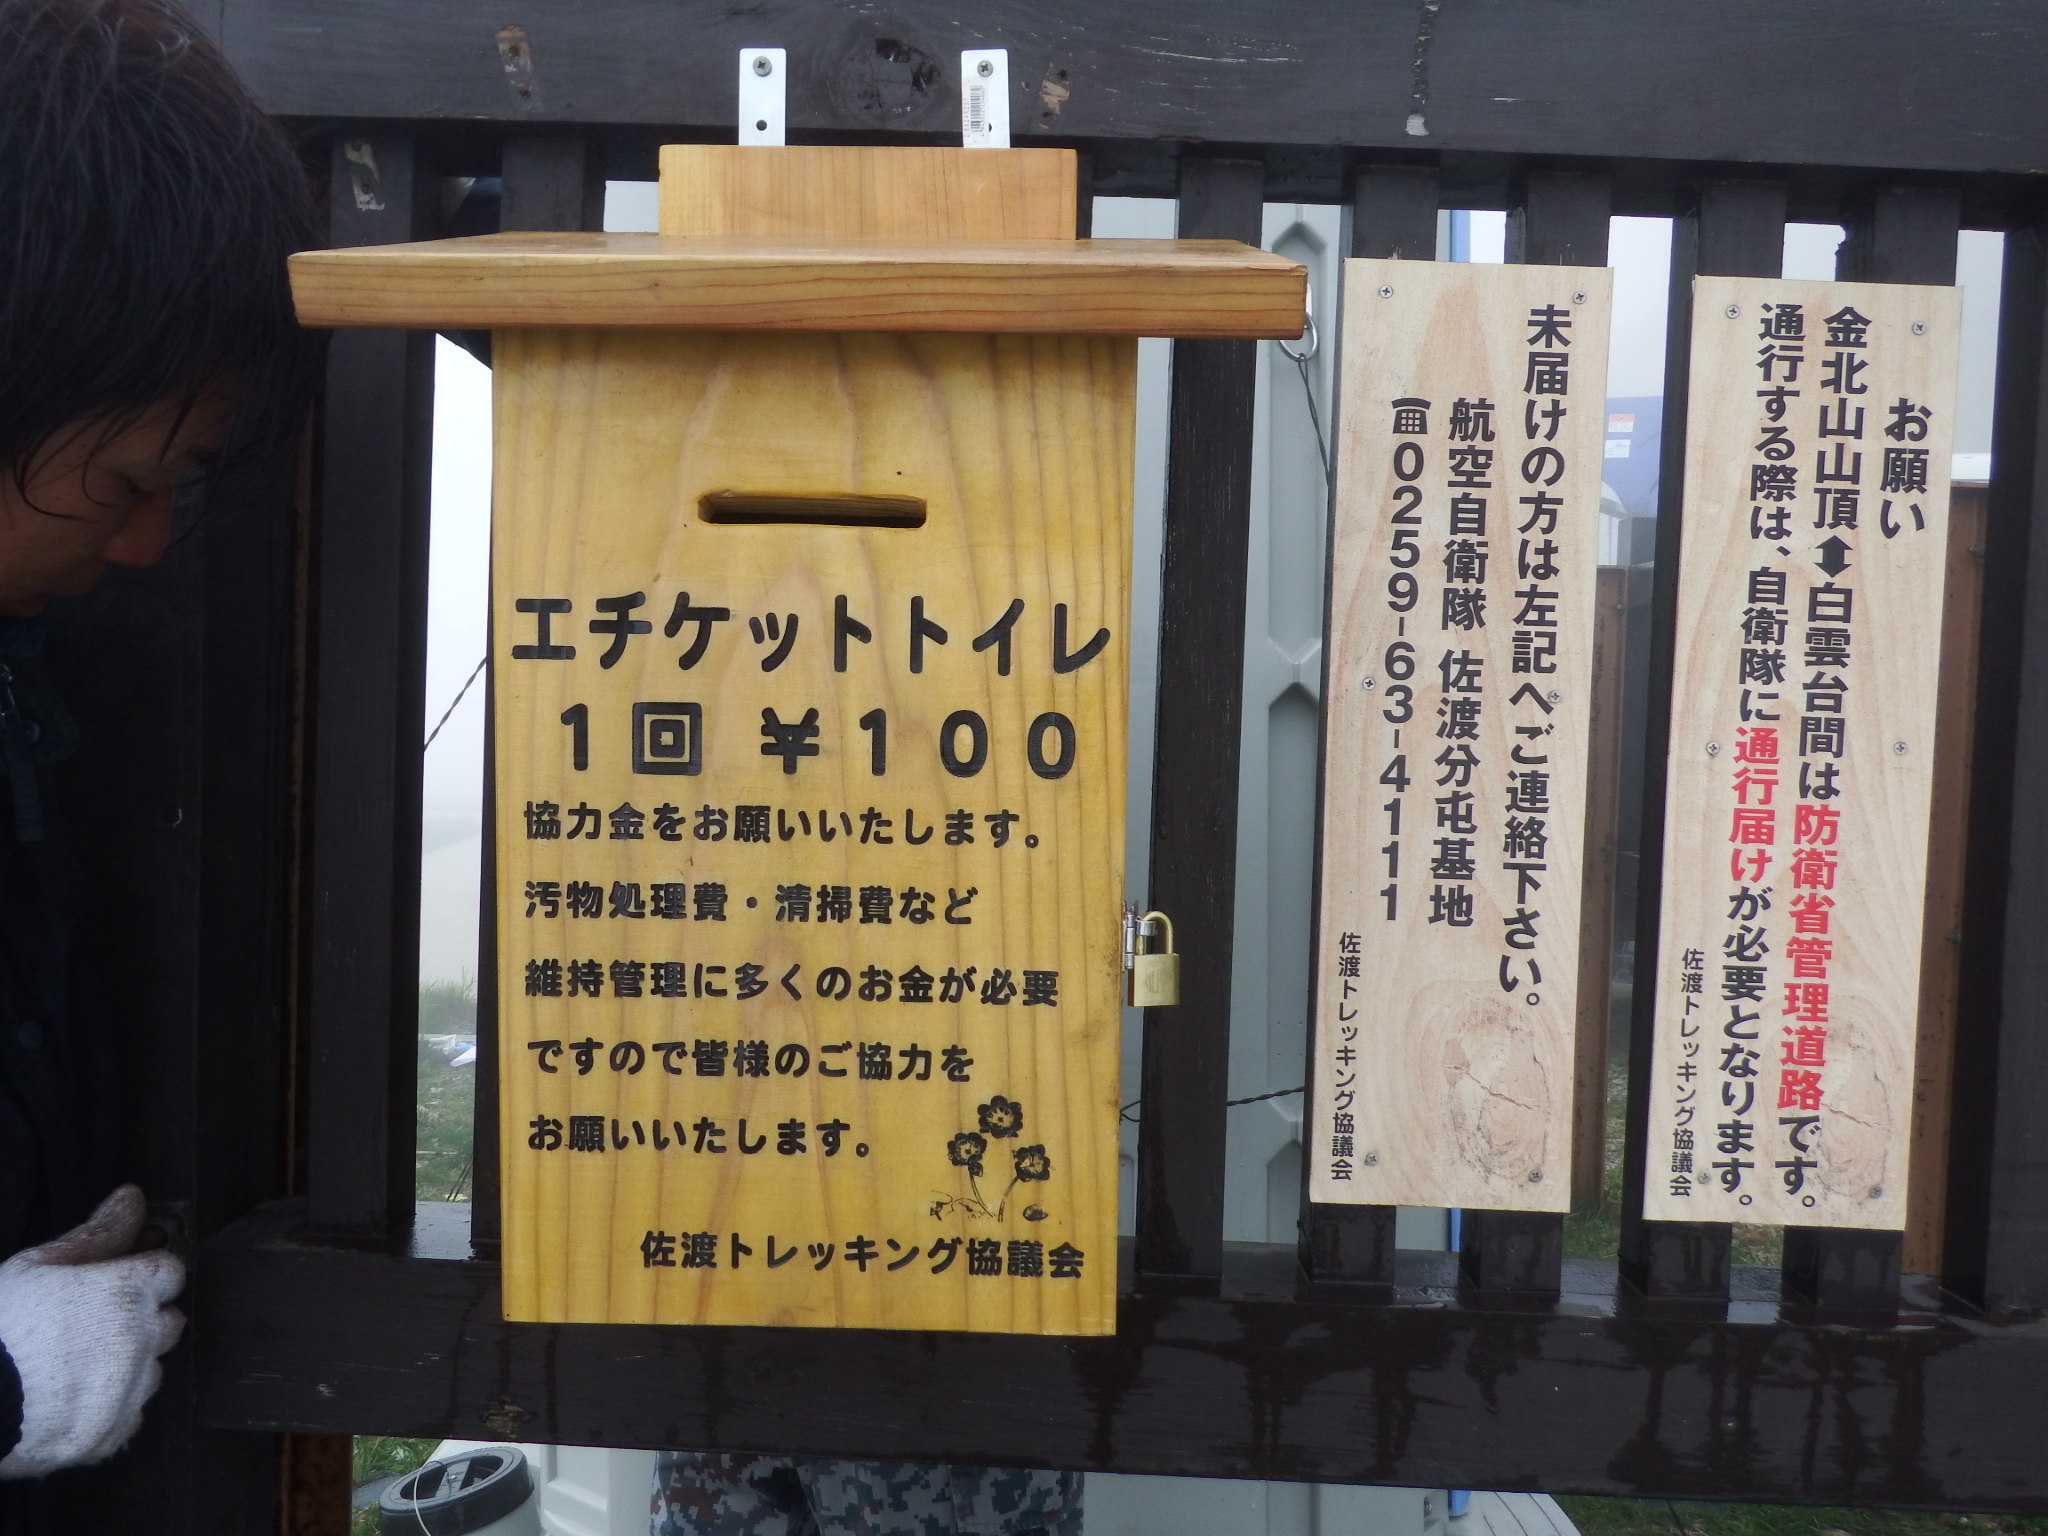 エチケットトイレ
１回 ￥１００
協力金をお願いいたします。
汚物処理費・清掃費など
維持管理に多くのお金が必要
ですので皆様のご協力を
お願いいたします。
佐渡トレッキング協議会
お願い
金北山山頂⬍白雲台間は防衛省管理道路です。
通行する際は、自衛隊に通行届けが必要となります。
佐渡トレッキング協議会
未届けの方は左記へご連絡下さい。
航空自衛隊 佐渡分屯基地
☎0259-63-4111
佐渡トレッキング協議会